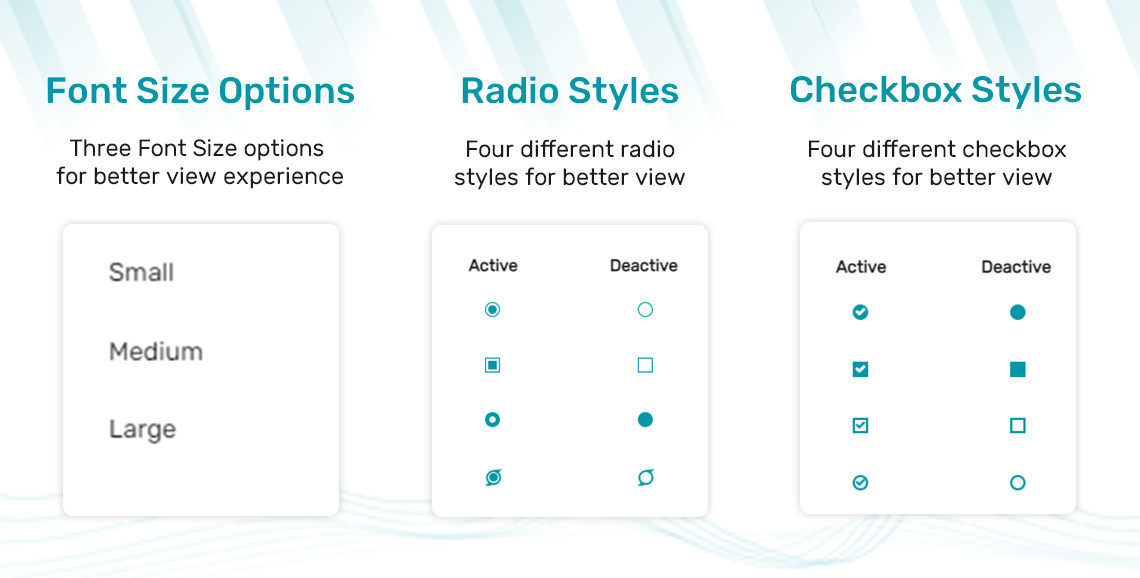 Font Size Options
Three Font Size options
for better view experience
Small
Medium
Large
Radio Styles
Four different radio
styles for better view
Active Deactive
Checkbox Styles
Four different checkbox
styles for better view
Active Deactive